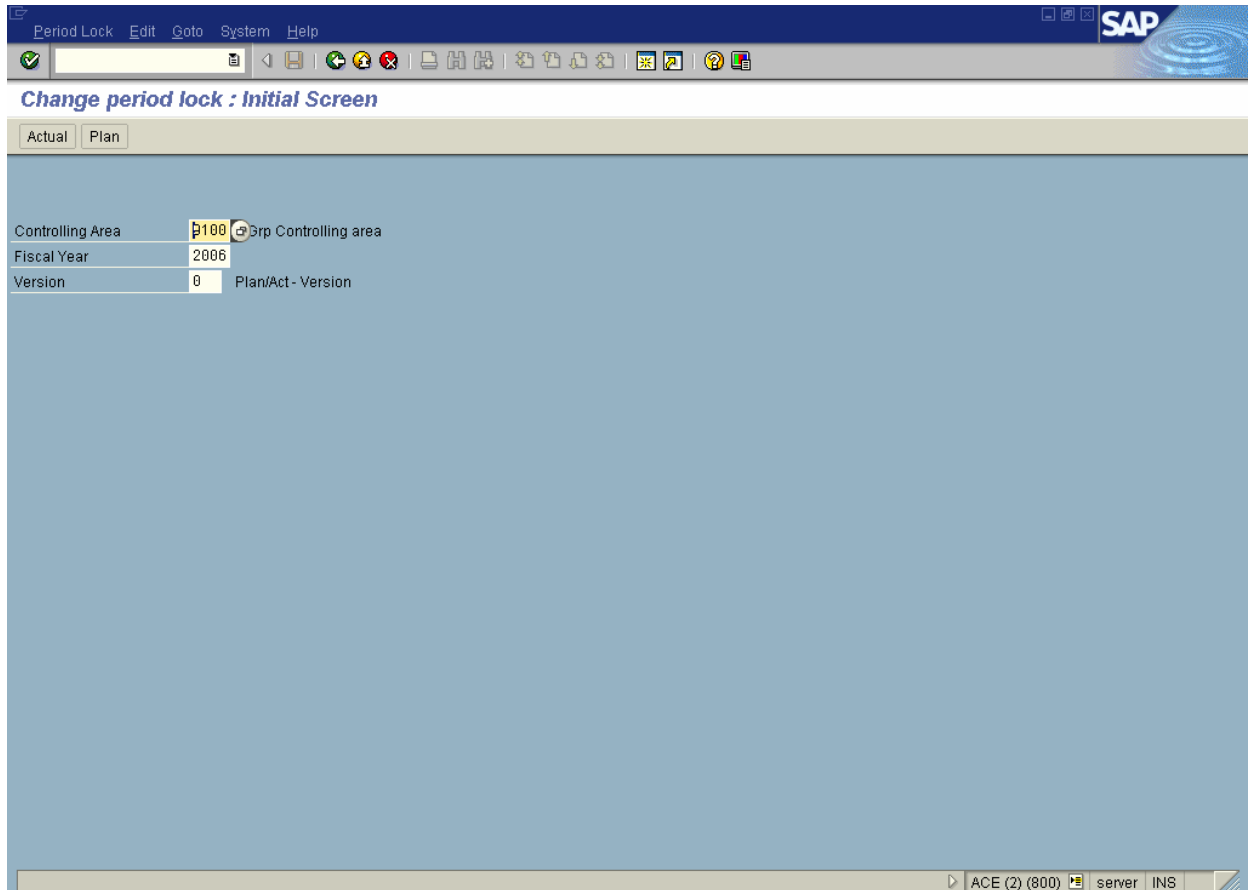 Period Lock Edit Goto System Help
SAP
Change period lock : Initial Screen
Actual Plan
Controlling Area Grp Controlling area
Fiscal Year 2006
Version 0 Plan/Act - Version
ACE (2) (800) server INS